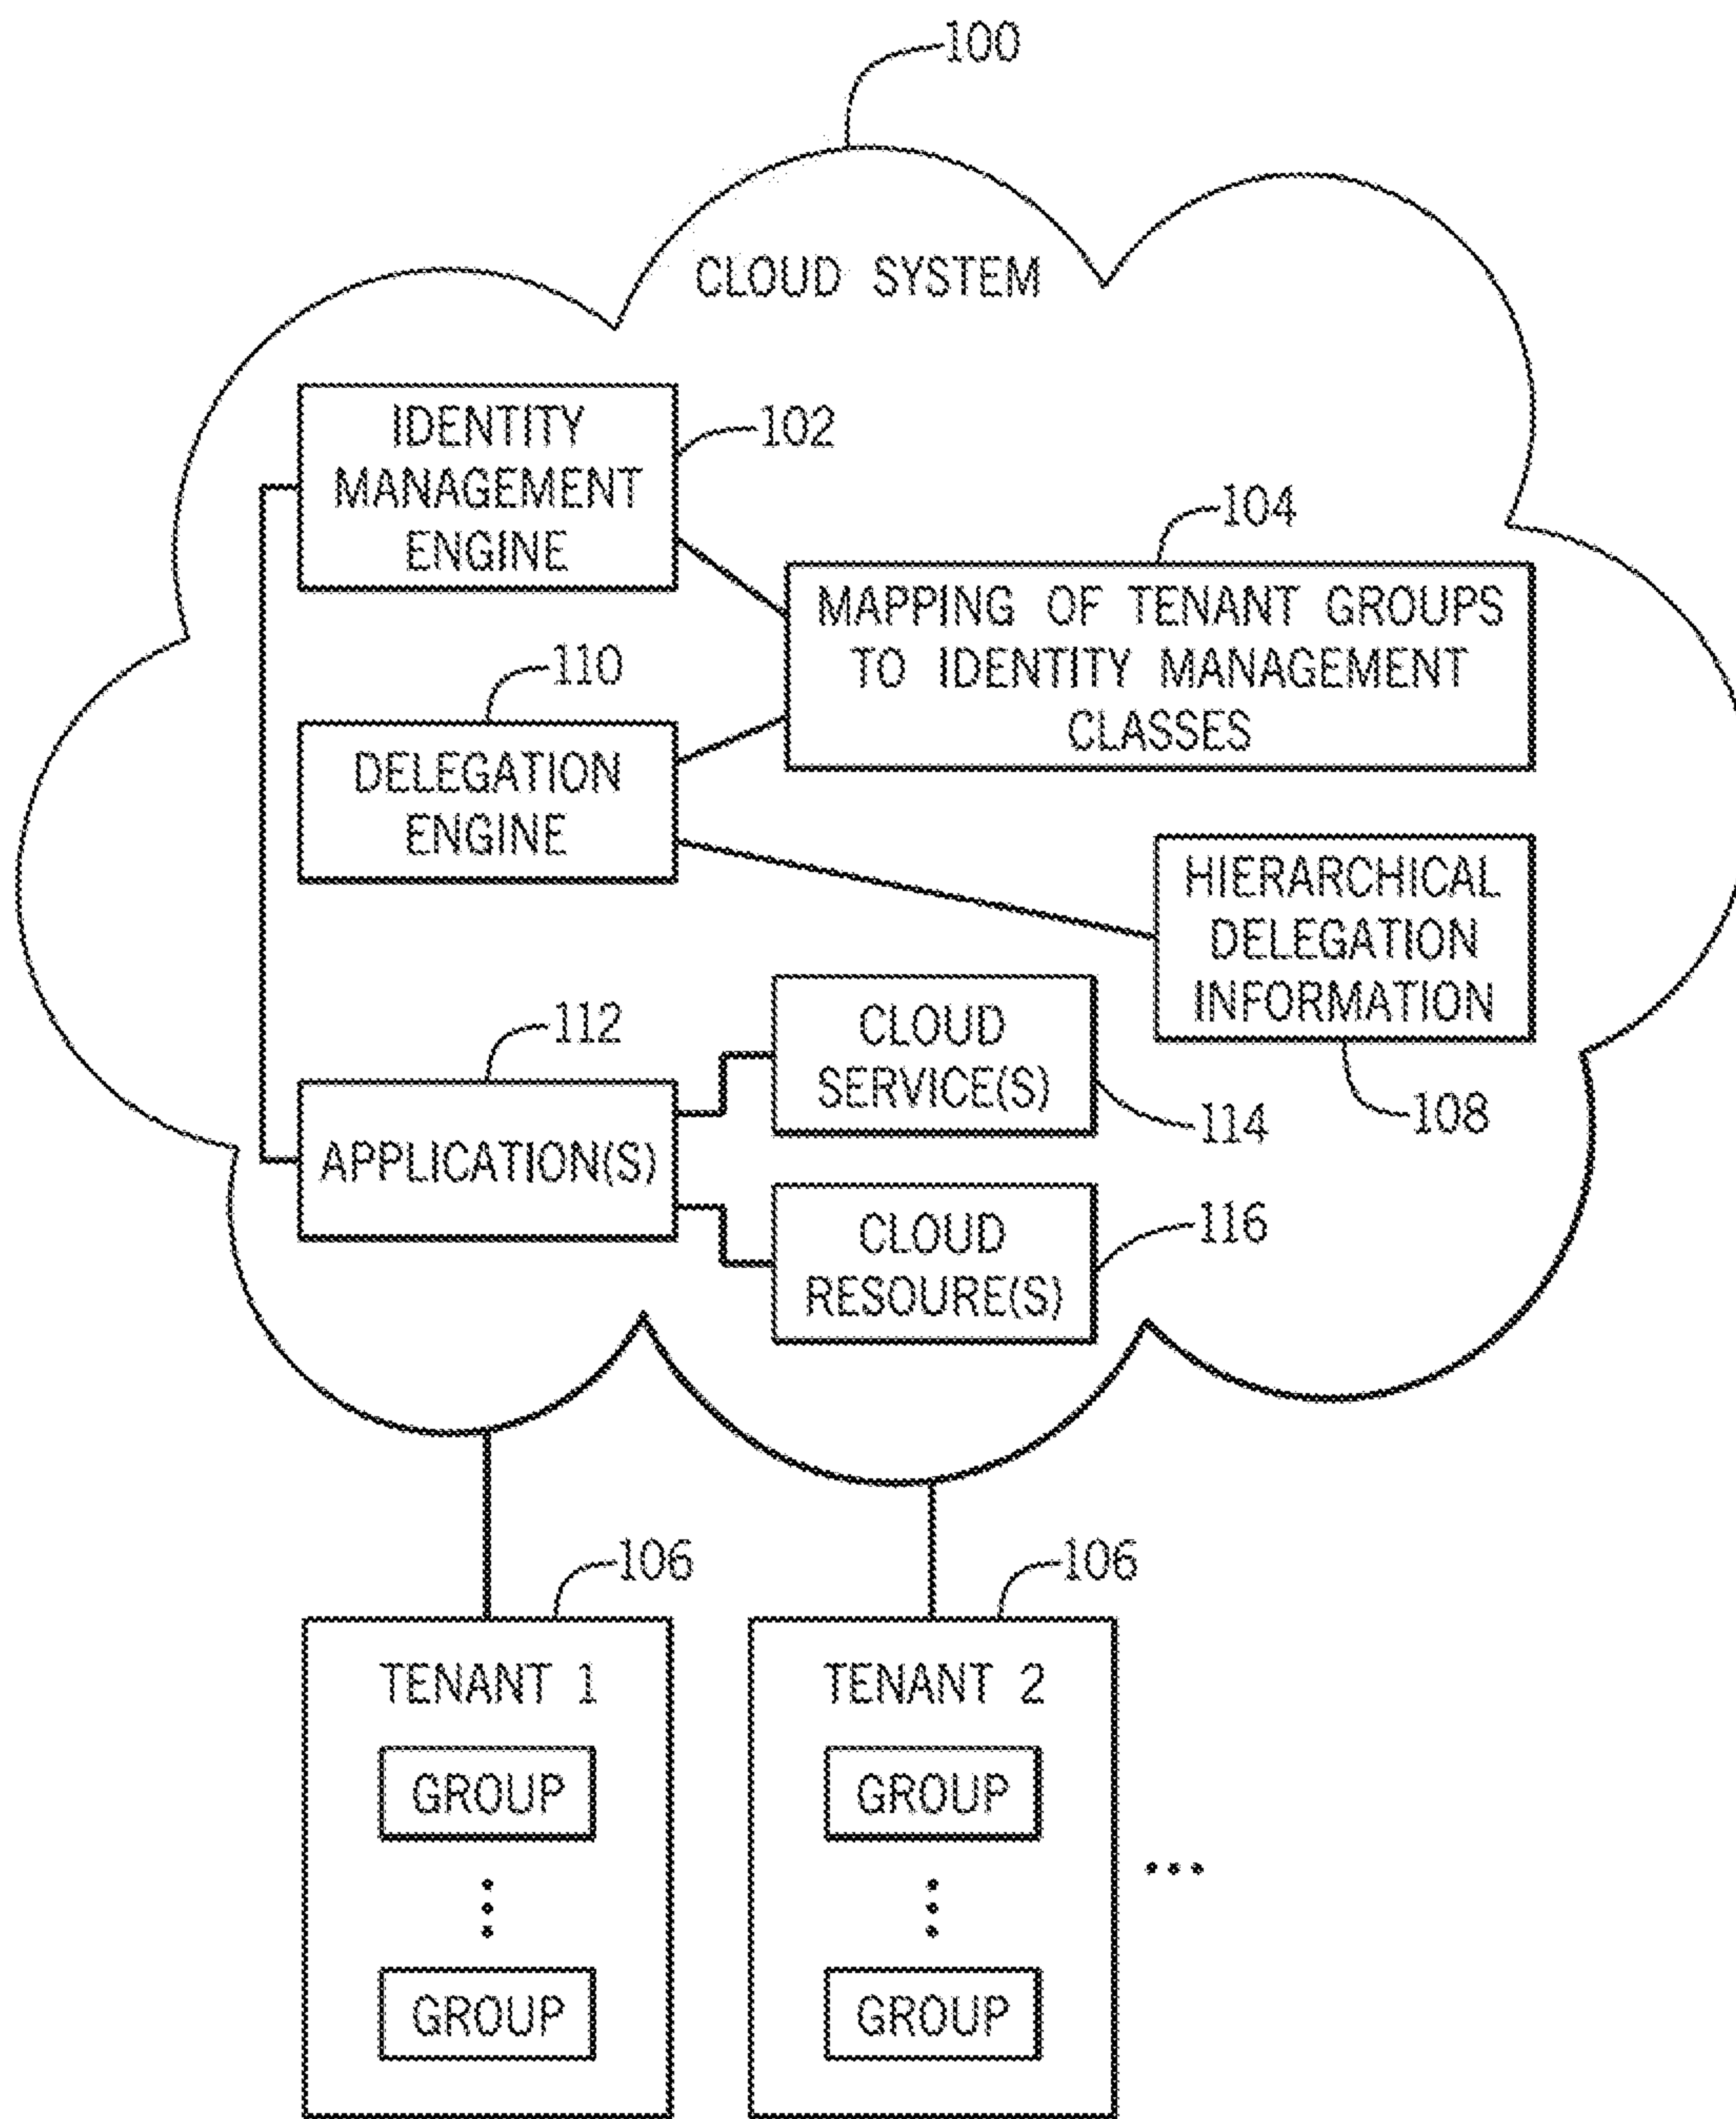 100
CLOUD SYSTEM
IDENTITY
MANAGEMENT
ENGINE
102
104
MAPPING OF TENANT GROUPS
TO IDENTITY MANAGEMENT
CLASSES
110
DELEGATION
ENGINE
HIERARCHICAL
DELEGATION
INFORMATION
108
112
APPLICATION(S)
CLOUD
SERVICE(S)
114
CLOUD
RESOURE(S)
116
106
TENANT 1
GROUP
GROUP
106
TENANT 2
GROUP
GROUP